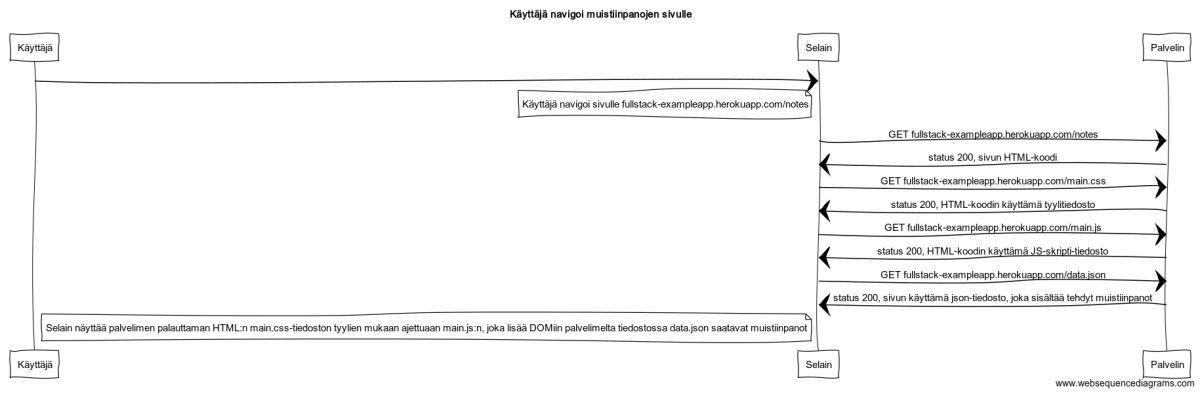 Käyttäjä navigoi muistiinpanojen sivulle
Käyttäjä
Selain
Palvelin
Käyttäjä navigoi sivulle fullstack-exampleapp.herokuapp.com/notes
GET fullstack-exampleapp.herokuapp.com/notes
status 200, sivun HTML-koodi
GET fullstack-exampleapp.herokuapp.com/main.css
status 200, HTML-koodin käyttämä tyylitiedosto
GET fullstack-exampleapp.herokuapp.com/main.js
status 200, HTML-koodin käyttämä JS-skripti-tiedosto
GET fullstack-exampleapp.herokuapp.com/data.json
status 200, sivun käyttämä json-tiedosto, joka sisältää tehdyt muistiinpanot
Selain näyttää palvelimen palauttaman HTML:n main.css-tiedoston tyylien mukaan ajettuaan main.js:n, joka lisää DOMiin palvelimelta tiedostossa data.json saatavat muistiinpanot
Käyttäjä
Selain
Palvelin
www.websequencediagrams.com